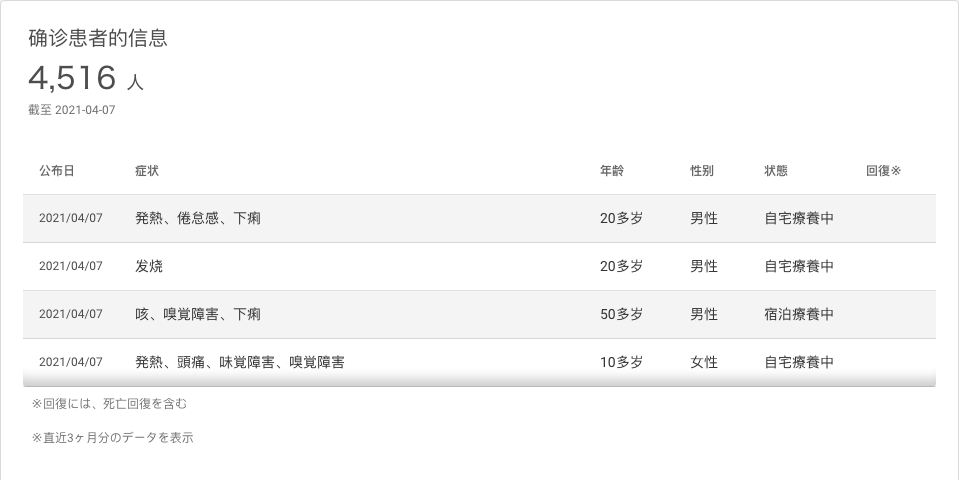 确诊患者的信息
4,516 人
截至 2021-04-07
公布日 症状 年龄 性别 状態 回復※
2021/04/07 発熱、倦怠感、下痢 20多岁 男性 自宅療養中
2021/04/07 发烧 20多岁 男性 自宅療養中
2021/04/07 咳、嗅覚障害、下痢 50多岁 男性 宿泊療養中
2021/04/07 発熱、頭痛、味覚障害、嗅覚障害 10多岁 女性 自宅療養中
※回復には、死亡回復を含む
※直近3ヶ月分のデータを表示